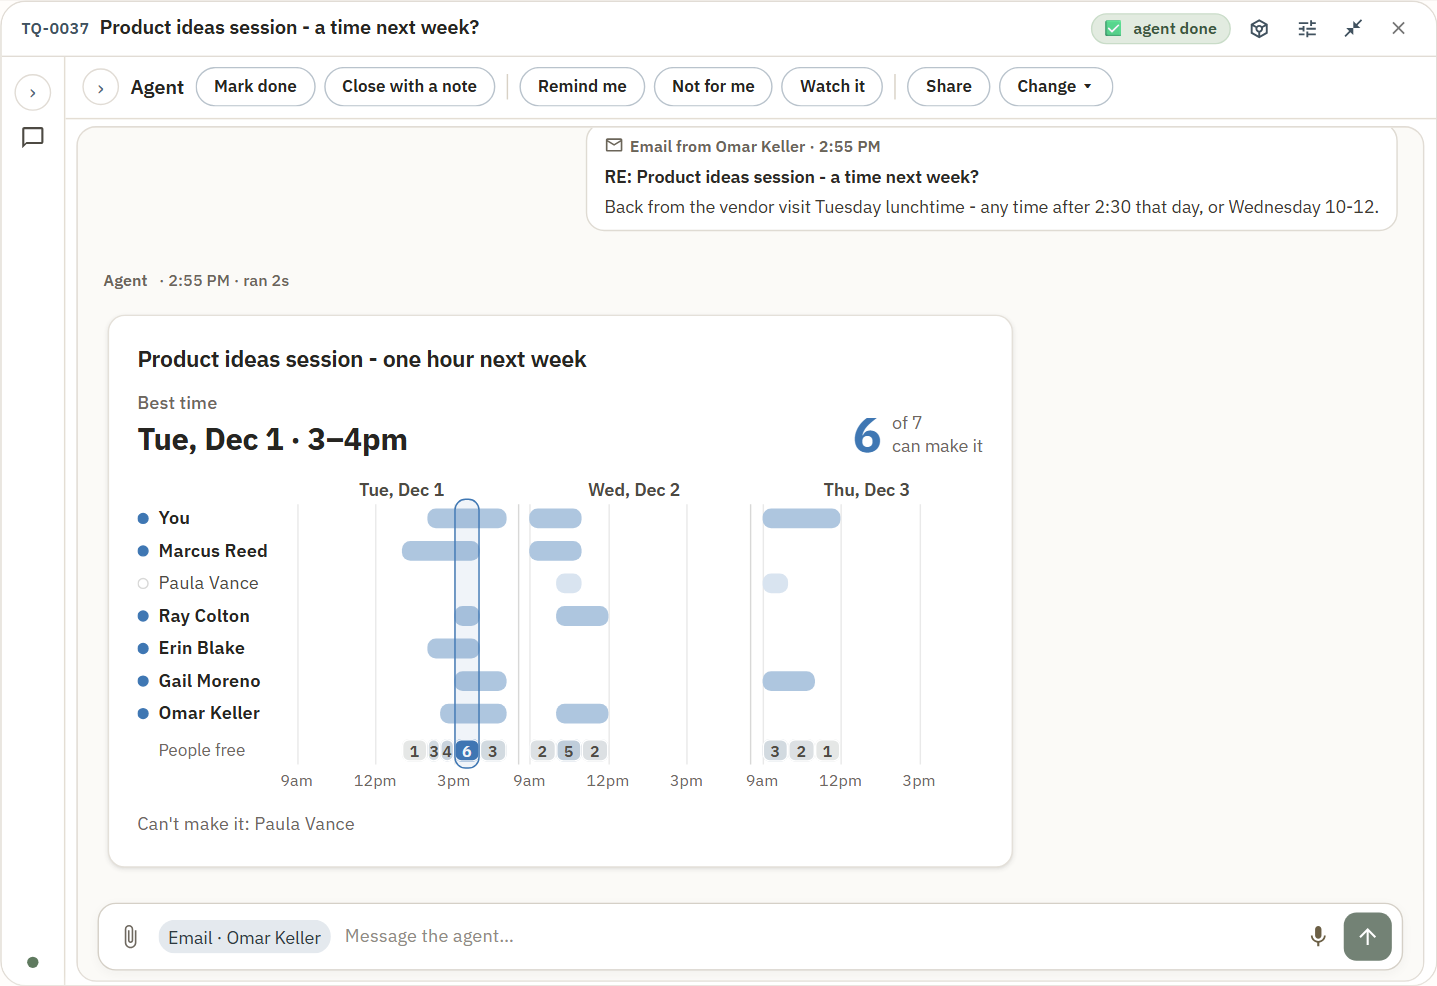 TQ-0037 Product ideas session - a time next week?
agent done
Agent
Mark done
Close with a note
Remind me
Not for me
Watch it
Share
Change
Email from Omar Keller · 2:55 PM
RE: Product ideas session - a time next week?
Back from the vendor visit Tuesday lunchtime - any time after 2:30 that day, or Wednesday 10-12.
Agent · 2:55 PM · ran 2s
Product ideas session - one hour next week
Best time
Tue, Dec 1 · 3–4pm
6 of 7
can make it
Tue, Dec 1 Wed, Dec 2 Thu, Dec 3
You
Marcus Reed
Paula Vance
Ray Colton
Erin Blake
Gail Moreno
Omar Keller
People free 1 3 4 6 3 2 5 2 3 2 1
9am 12pm 3pm 9am 12pm 3pm 9am 12pm 3pm
Can't make it: Paula Vance
Email · Omar Keller Message the agent...